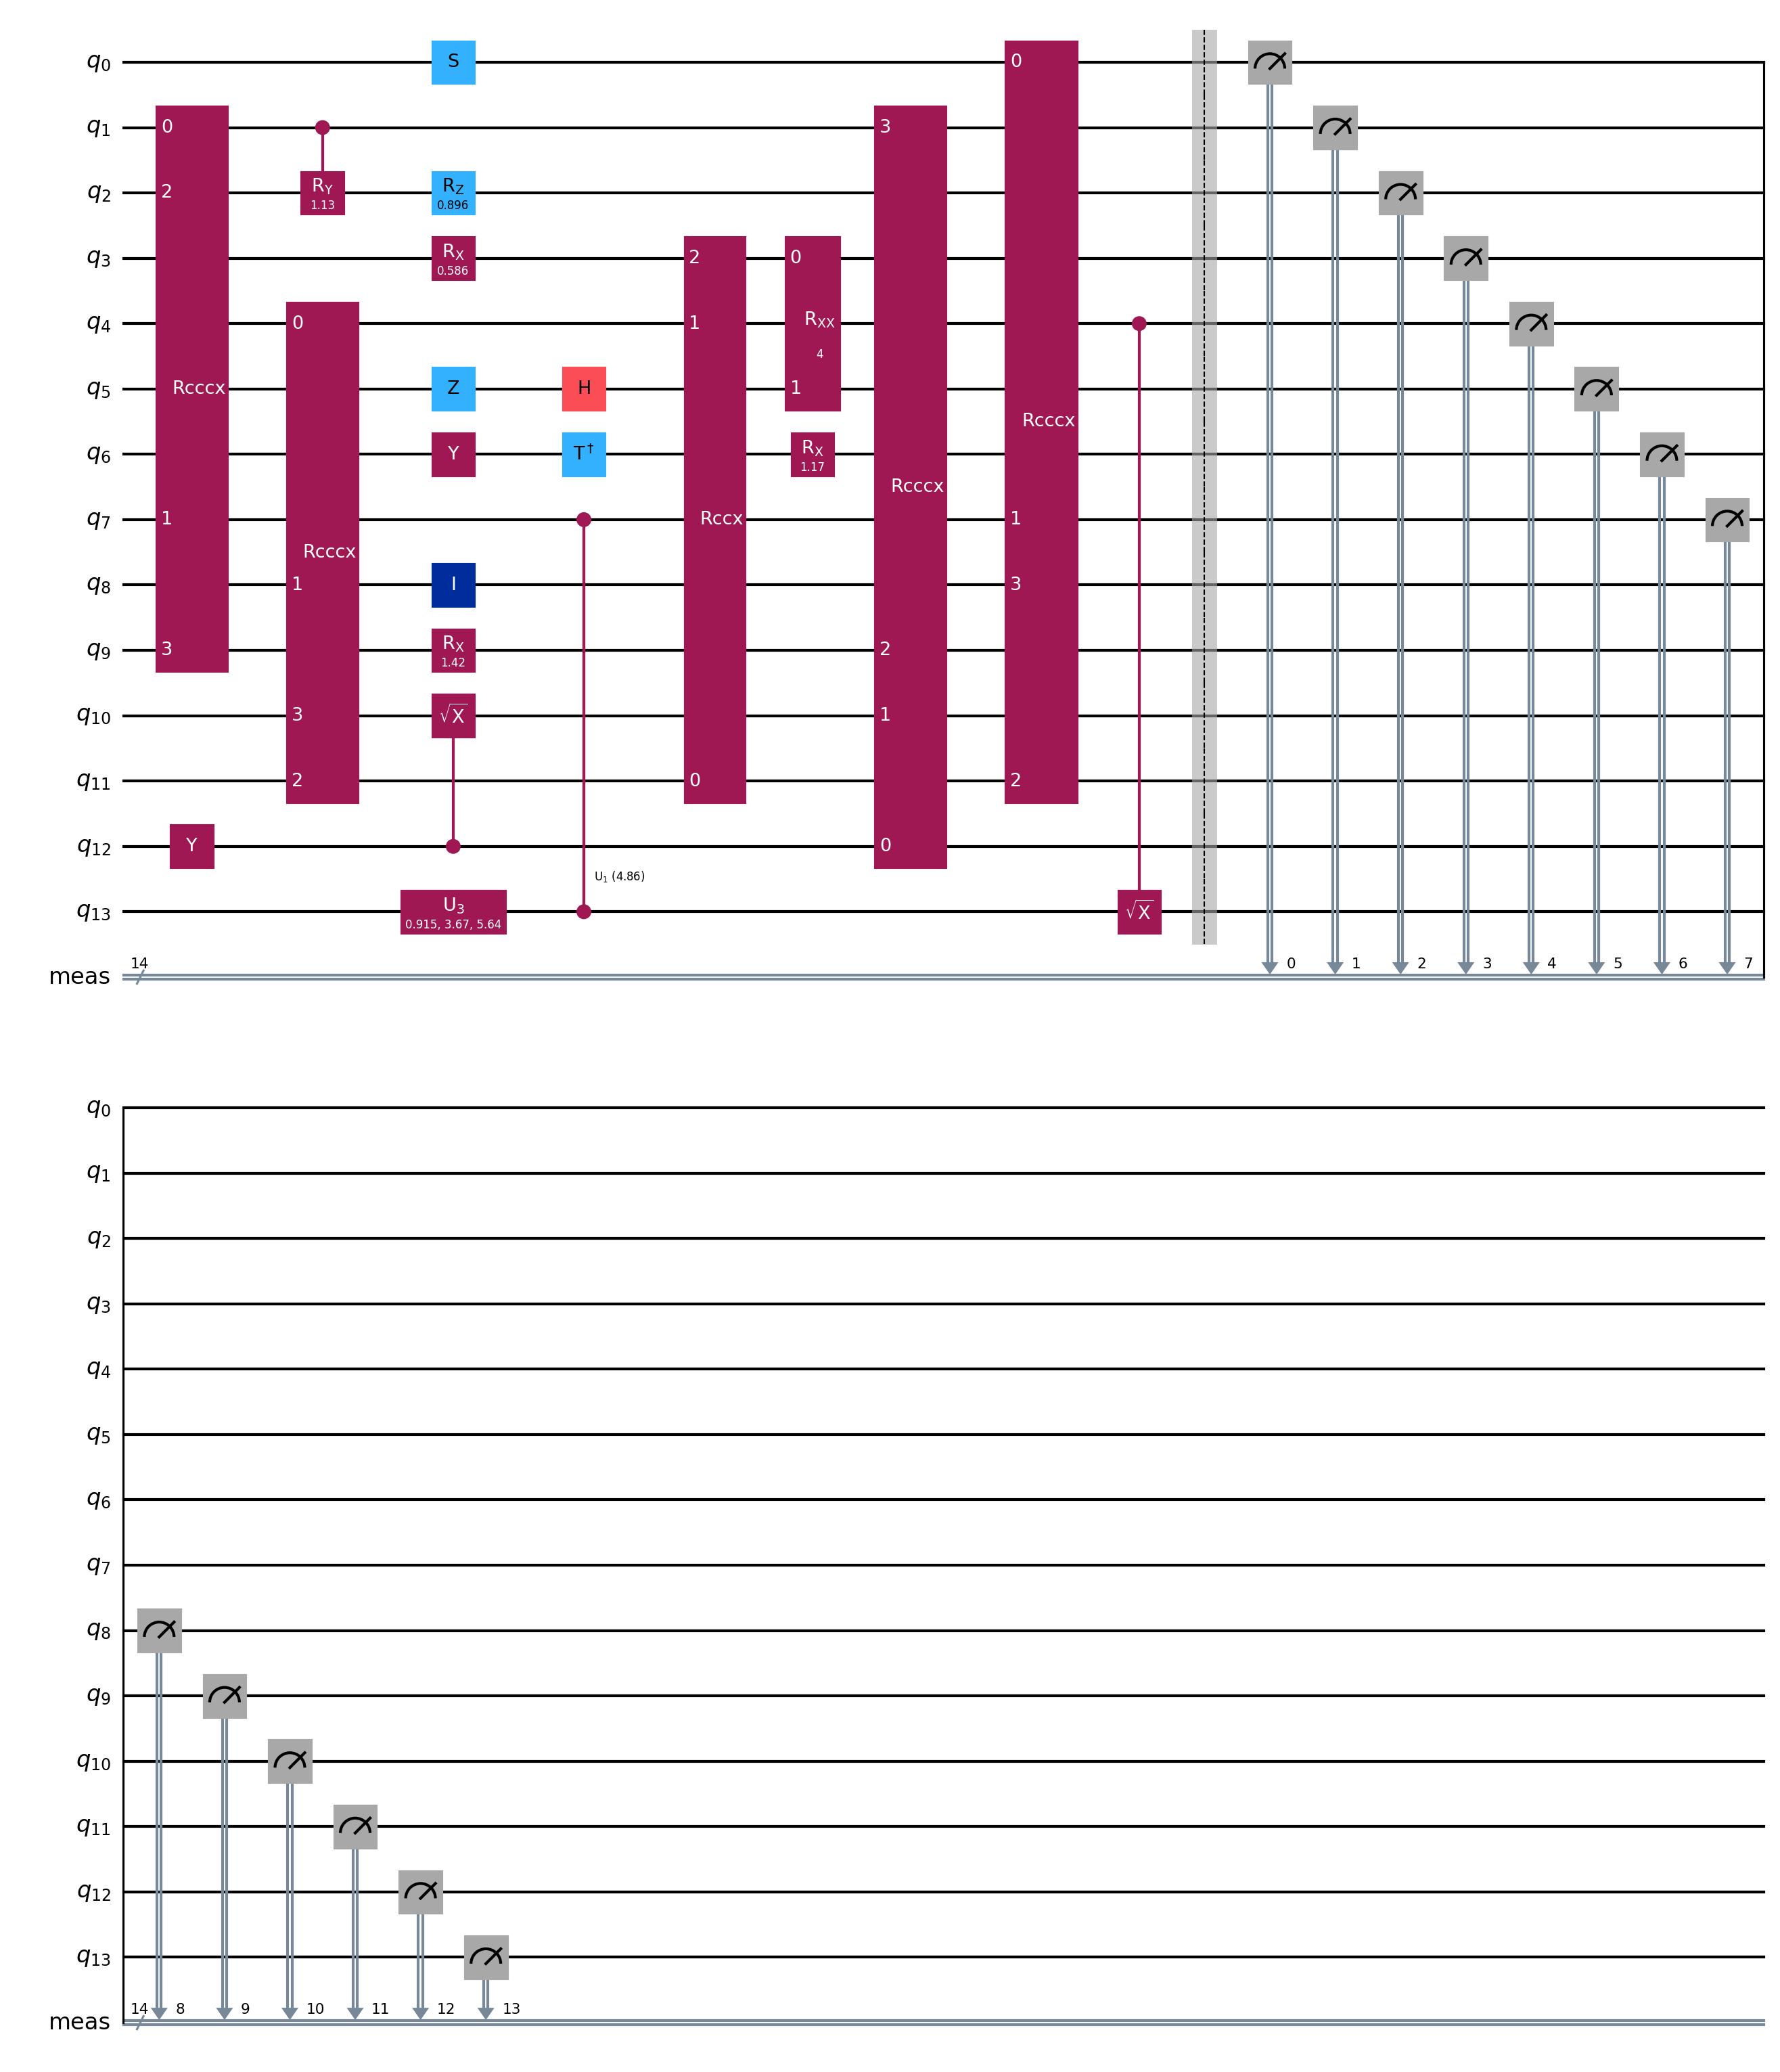 q0 S 0
q1 0 3
q2 2 RY 1.13 RZ 0.896
q3 RX 0.586 2 0
q4 0 1 RXX 4
q5 Rcccx Z H 1 Rcccx
q6 Y T† RX 1.17 Rcccx
q7 1 Rccx 1
q8 Rcccx 1 I 3
q9 3 RX 1.42 2
q10 3 √X 1
q11 2 0 2
q12 Y 0
U1 (4.86)
q13 U3 0.915, 3.67, 5.64 √X
meas 14 0 1 2 3 4 5 6 7
q0
q1
q2
q3
q4
q5
q6
q7
q8
q9
q10
q11
q12
q13
meas 14 8 9 10 11 12 13